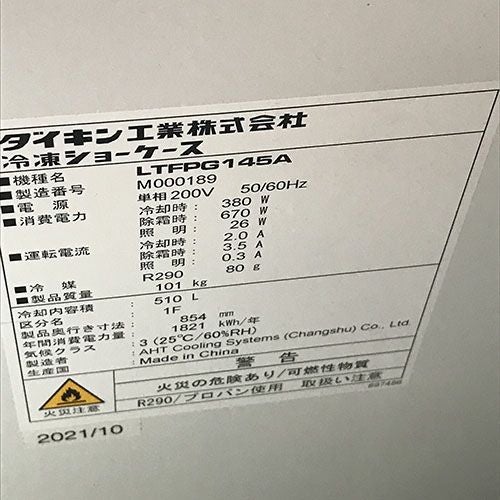 ダイキン工業株式会社
冷凍ショーケース
■機種名 LTFPG145A
■製造番号 M000189
■電源 単相 200V 50/60Hz
■消費電力 冷却時: 380 W
除霜時: 670 W
照明: 26 W
■運転電流 冷却時: 2.0 A
除霜時: 3.5 A
照明: 0.3 A
■冷媒 R290 80 g
■製品質量 101 kg
冷却内容積 : 510 L
区分名 : 1F
製品奥行き寸法: 854 mm
年間消費電力量: 1821 kWh/年
気候クラス : 3 (25℃/60%RH)
製造者 : AHT Cooling Systems (Changshu) Co., Ltd.
生産国 : Made in China
警告
火災の危険あり/可燃性物質
R290/プロパン使用 取扱い注意
火災注意
897486
2021/10